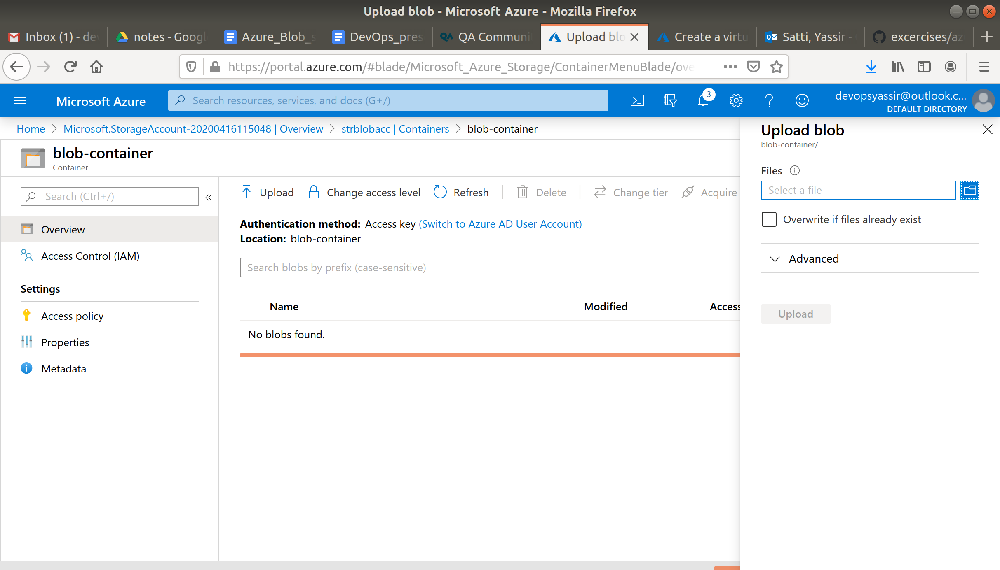 Upload blob - Microsoft Azure - Mozilla Firefox
Inbox (1) - de
notes - Googl
Azure_Blob_s
DevOps_pres
QA Communi
Upload blo
Create a virtu
Satti, Yassir -
excercises/az
https://portal.azure.com/#blade/Microsoft_Azure_Storage/ContainerMenuBlade/ove
Microsoft Azure
Search resources, services, and docs (G+/)
3
devopsyassir@outlook.c...
DEFAULT DIRECTORY
Home > Microsoft.StorageAccount-20200416115048 | Overview > strblobacc | Containers > blob-container
blob-container
Container
Search (Ctrl+/)
«
Overview
Access Control (IAM)
Settings
Access policy
Properties
Metadata
Upload
Change access level
Refresh
Delete
Change tier
Acquire
Authentication method: Access key (Switch to Azure AD User Account)
Location: blob-container
Search blobs by prefix (case-sensitive)
Name Modified Access
No blobs found.
Upload blob
blob-container/
Files
Select a file
Overwrite if files already exist
Advanced
Upload